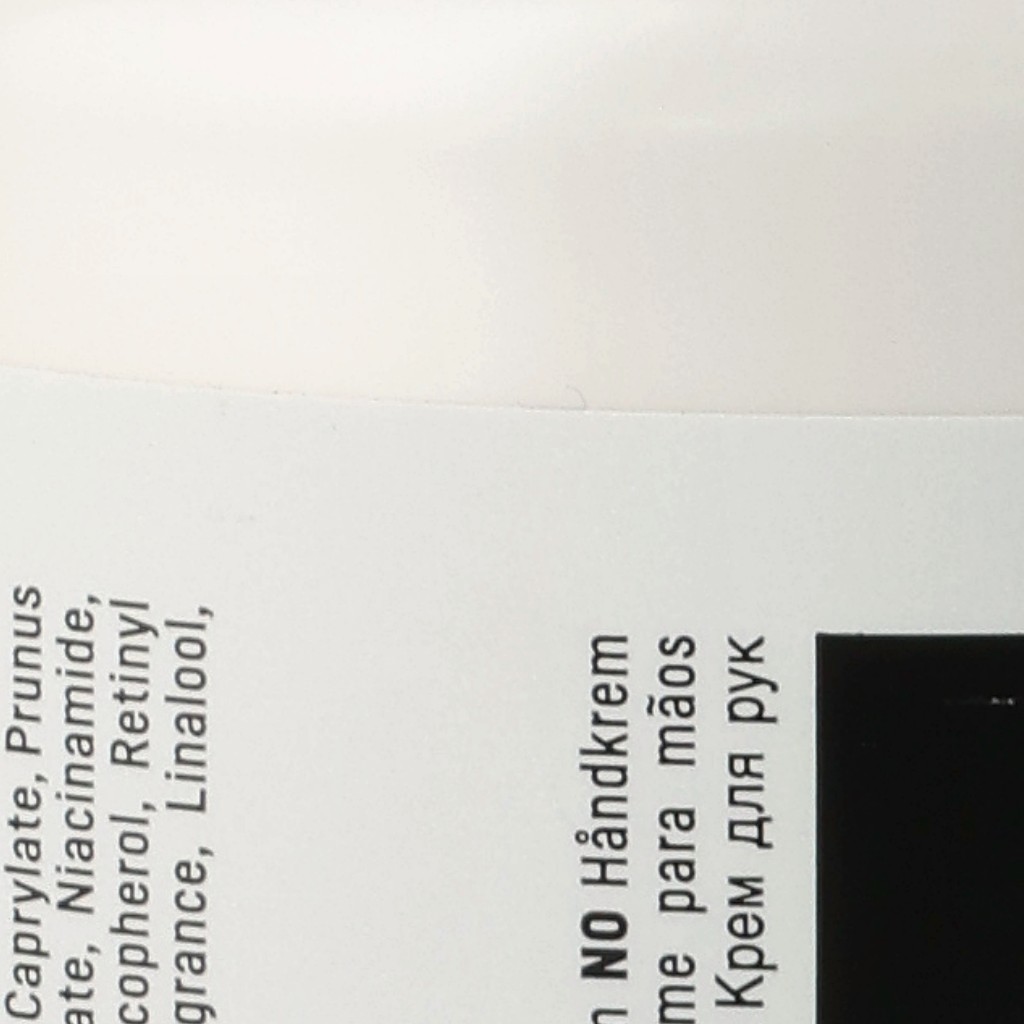 Caprylate, Prunus
ate, Niacinamide,
copherol, Retinyl
grance, Linalool,
NO Håndkrem
me para mãos
Крем для рук